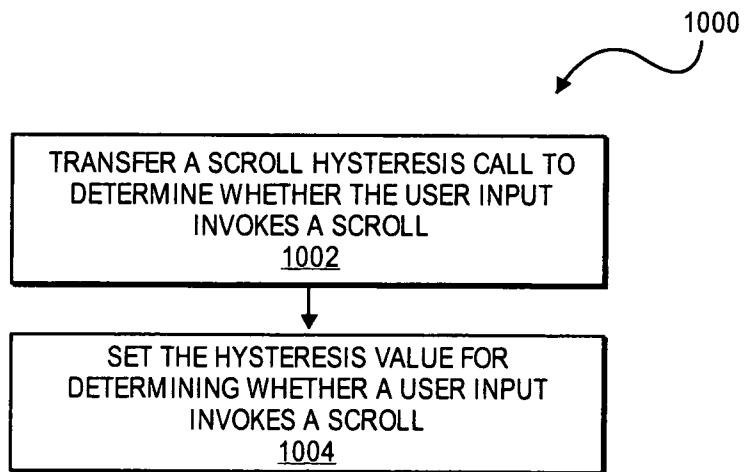 1000
TRANSFER A SCROLL HYSTERESIS CALL TO
DETERMINE WHETHER THE USER INPUT
INVOKES A SCROLL
1002
SET THE HYSTERESIS VALUE FOR
DETERMINING WHETHER A USER INPUT
INVOKES A SCROLL
1004